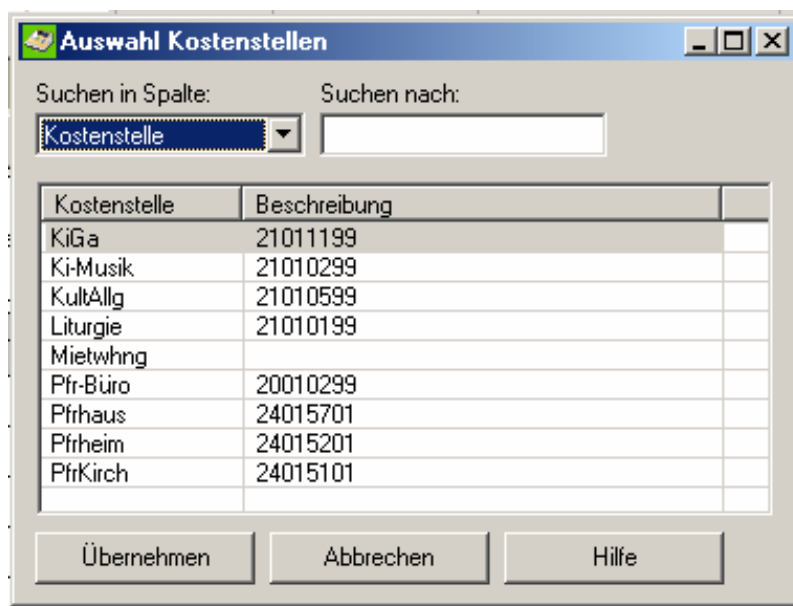 Auswahl Kostenstellen
Suchen in Spalte: Suchen nach:
Kostenstelle
Kostenstelle Beschreibung
KiGa 21011199
Ki-Musik 21010299
KultAllg 21010599
Liturgie 21010199
Mietwhng
Pfr-Büro 20010299
Pfrhaus 24015701
Pfrheim 24015201
PfrKirch 24015101
Übernehmen Abbrechen Hilfe